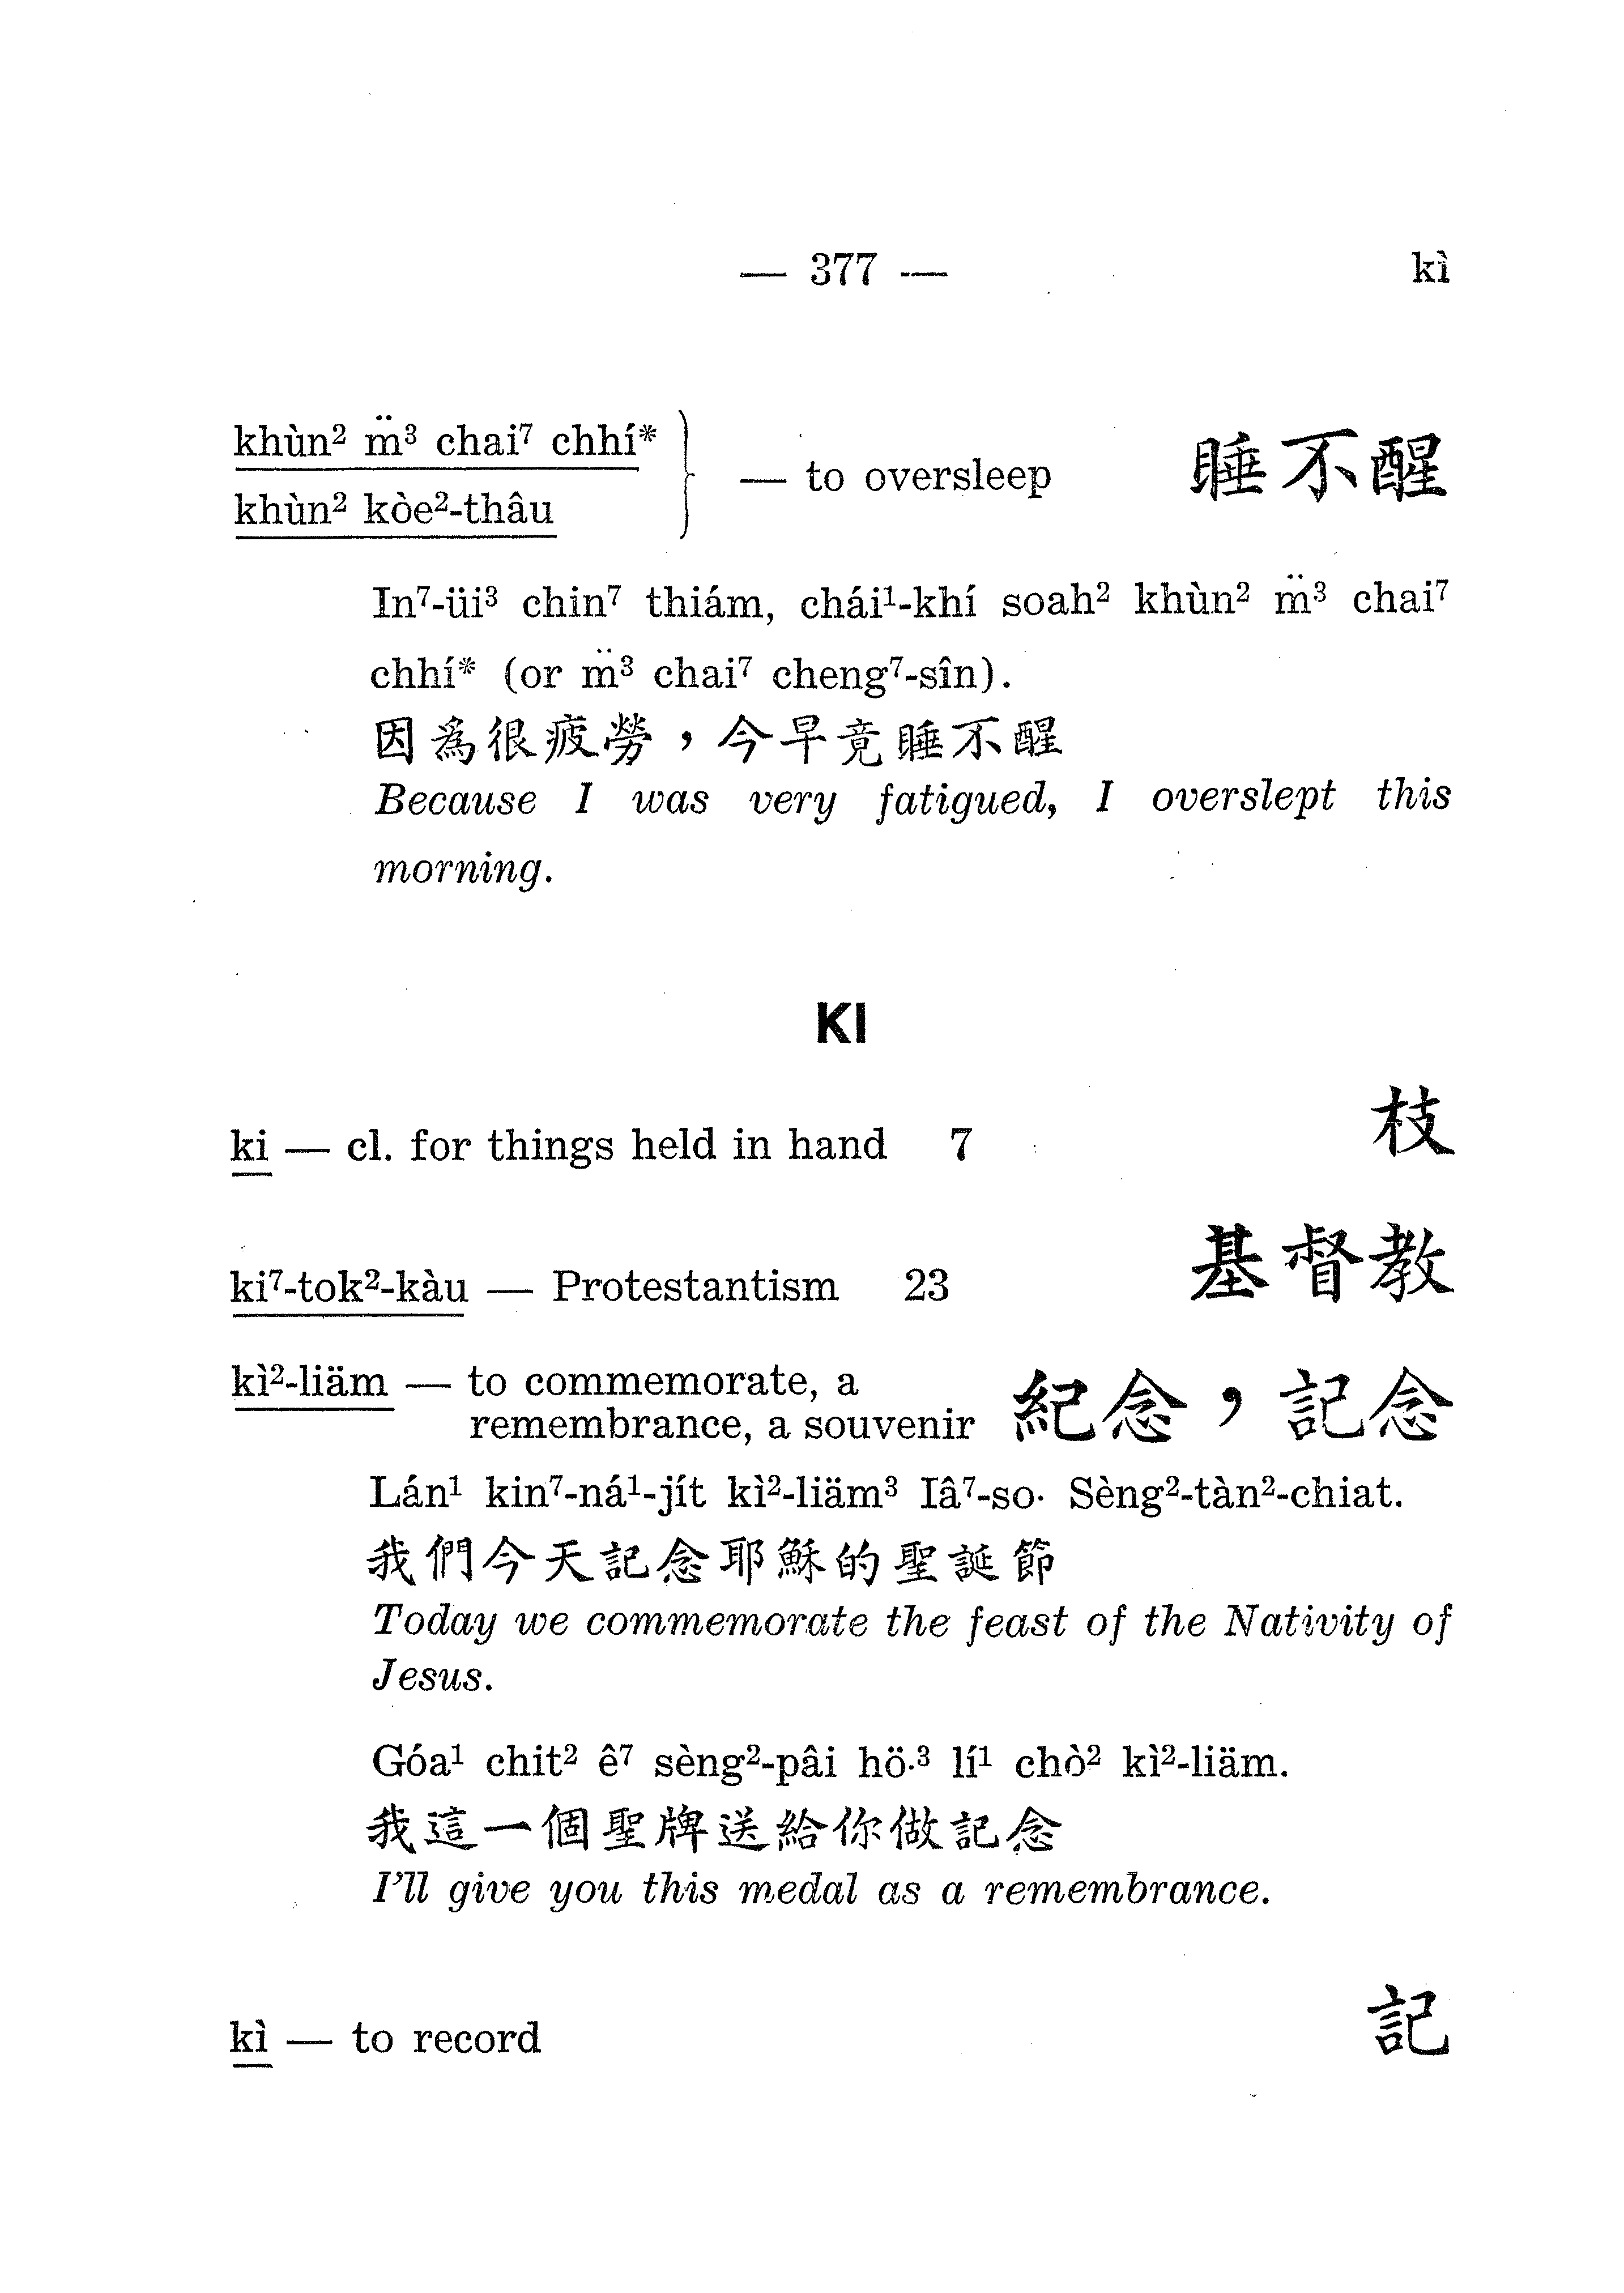 — 377 — kì
khùn² m̈³ chai⁷ chhí*
khùn² kòe²-thâu
— to oversleep 睡不醒
In⁷-üi³ chin⁷ thiám, chái¹-khí soah² khùn² m̈³ chai⁷
chhí* (or m̈³ chai⁷ cheng⁷-sîn).
因為很疲勞，今早竟睡不醒
Because I was very fatigued, I overslept this
morning.
KI
ki — cl. for things held in hand 7 枝
ki⁷-tok²-kàu — Protestantism 23 基督教
kì²-liäm — to commemorate, a
remembrance, a souvenir 紀念，記念
Lán¹ kin⁷-ná¹-jít kì²-liäm³ Iâ⁷-so· Sèng²-tàn²-chiat.
我們今天記念耶穌的聖誕節
Today we commemorate the feast of the Nativity of
Jesus.
Góa¹ chit² ê⁷ sèng²-pâi hö·³ lí¹ chò² kì²-liäm.
我這一個聖牌送給你做記念
I'll give you this medal as a remembrance.
kì — to record 記